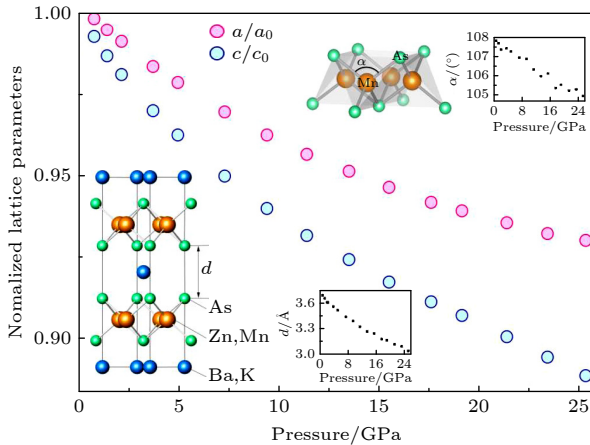 1.00
0.95
0.90
Nomalized lattice parameters
a/a0
c/c0
As
α
Mn
108
107
106
105
α/(°)
0 8 16 24
Pressure/GPa
d
As
Zn,Mn
Ba,K
3.6
3.3
3.0
d/Å
0 8 16 24
Pressure/GPa
0 5 10 15 20 25
Pressure/GPa